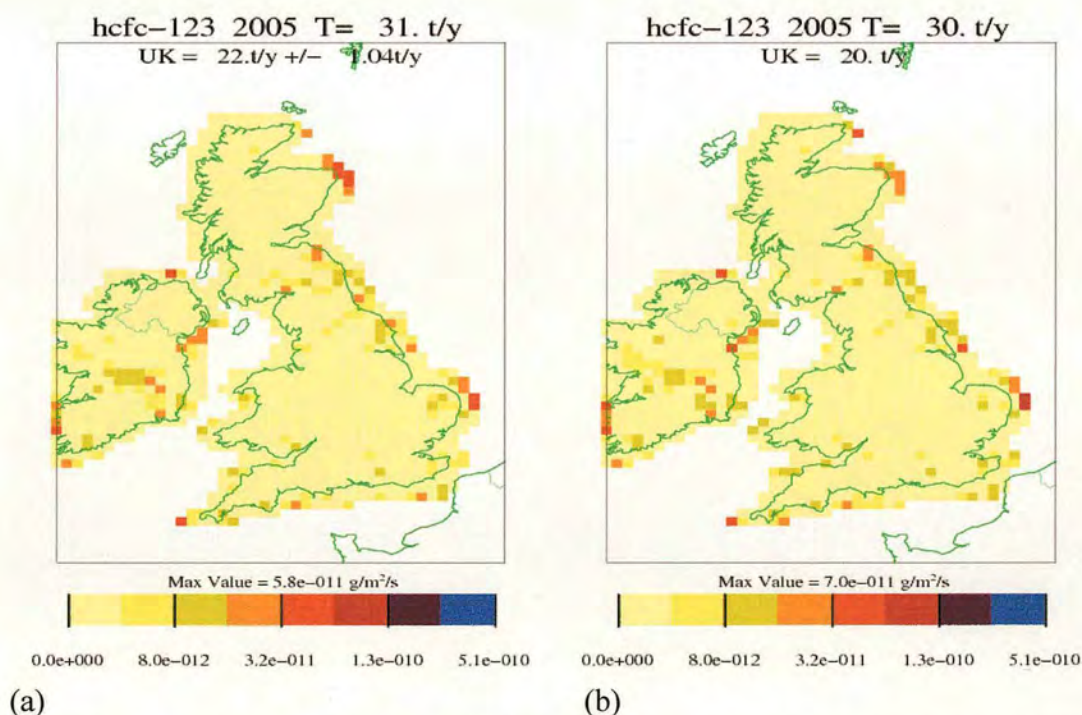 hcfc-123 2005 T= 31. t/y
UK = 22.t/y +/- 1.04t/y
Max Value = 5.8e-011 g/m²/s
0.0e+000 8.0e-012 3.2e-011 1.3e-010 5.1e-010
(a)
hcfc-123 2005 T= 30. t/y
UK = 20. t/y
Max Value = 7.0e-011 g/m²/s
0.0e+000 8.0e-012 3.2e-011 1.3e-010 5.1e-010
(b)